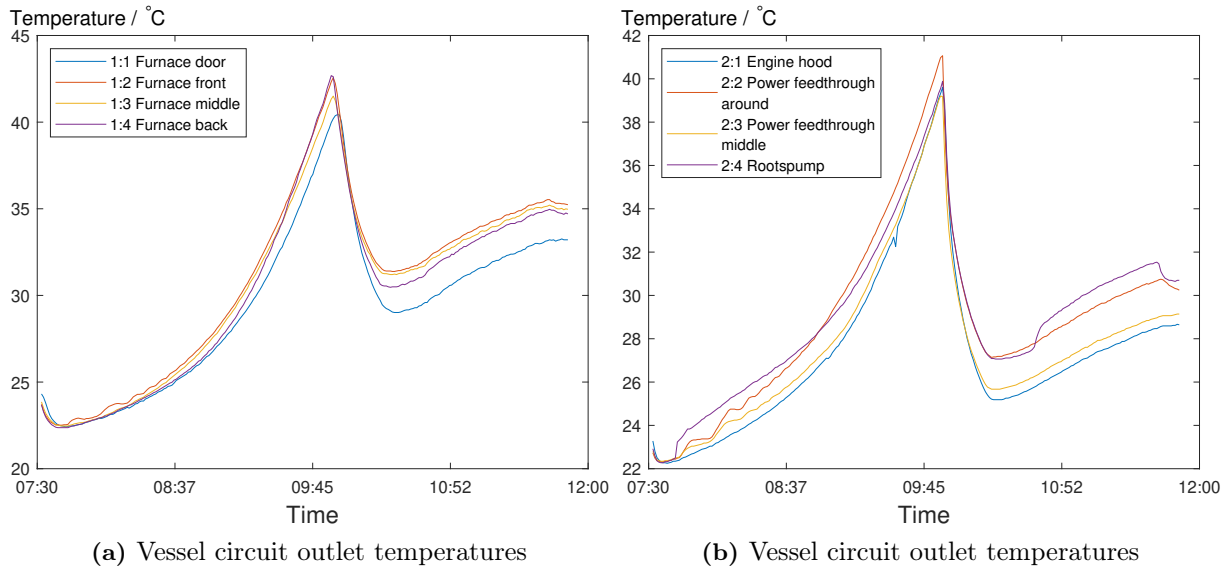 Temperature / °C
45
40
35
30
25
20
1:1 Furnace door
1:2 Furnace front
1:3 Furnace middle
1:4 Furnace back
07:30 08:37 09:45 10:52 12:00
Time
(a) Vessel circuit outlet temperatures
Temperature / °C
42
40
38
36
34
32
30
28
26
24
22
2:1 Engine hood
2:2 Power feedthrough
around
2:3 Power feedthrough
middle
2:4 Rootspump
07:30 08:37 09:45 10:52 12:00
Time
(b) Vessel circuit outlet temperatures